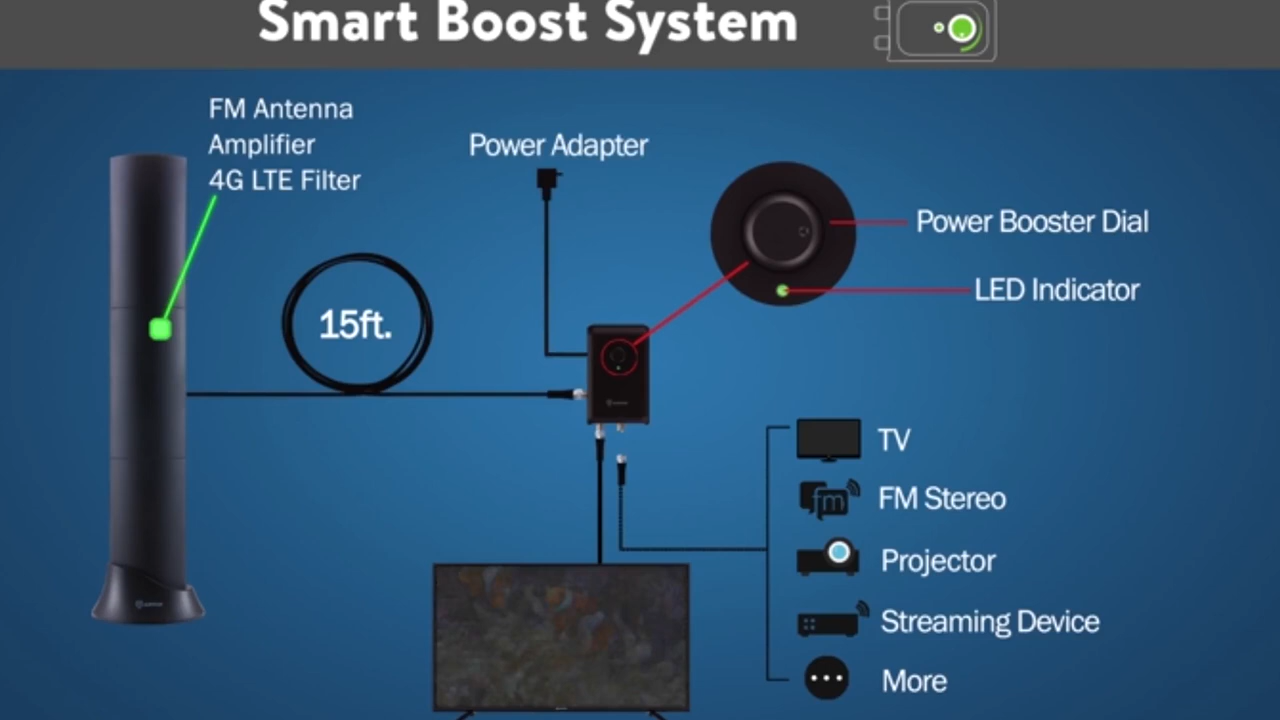 Smart Boost System
FM Antenna
Amplifier
4G LTE Filter
Power Adapter
Power Booster Dial
LED Indicator
15ft.
TV
fm
FM Stereo
Projector
Streaming Device
More